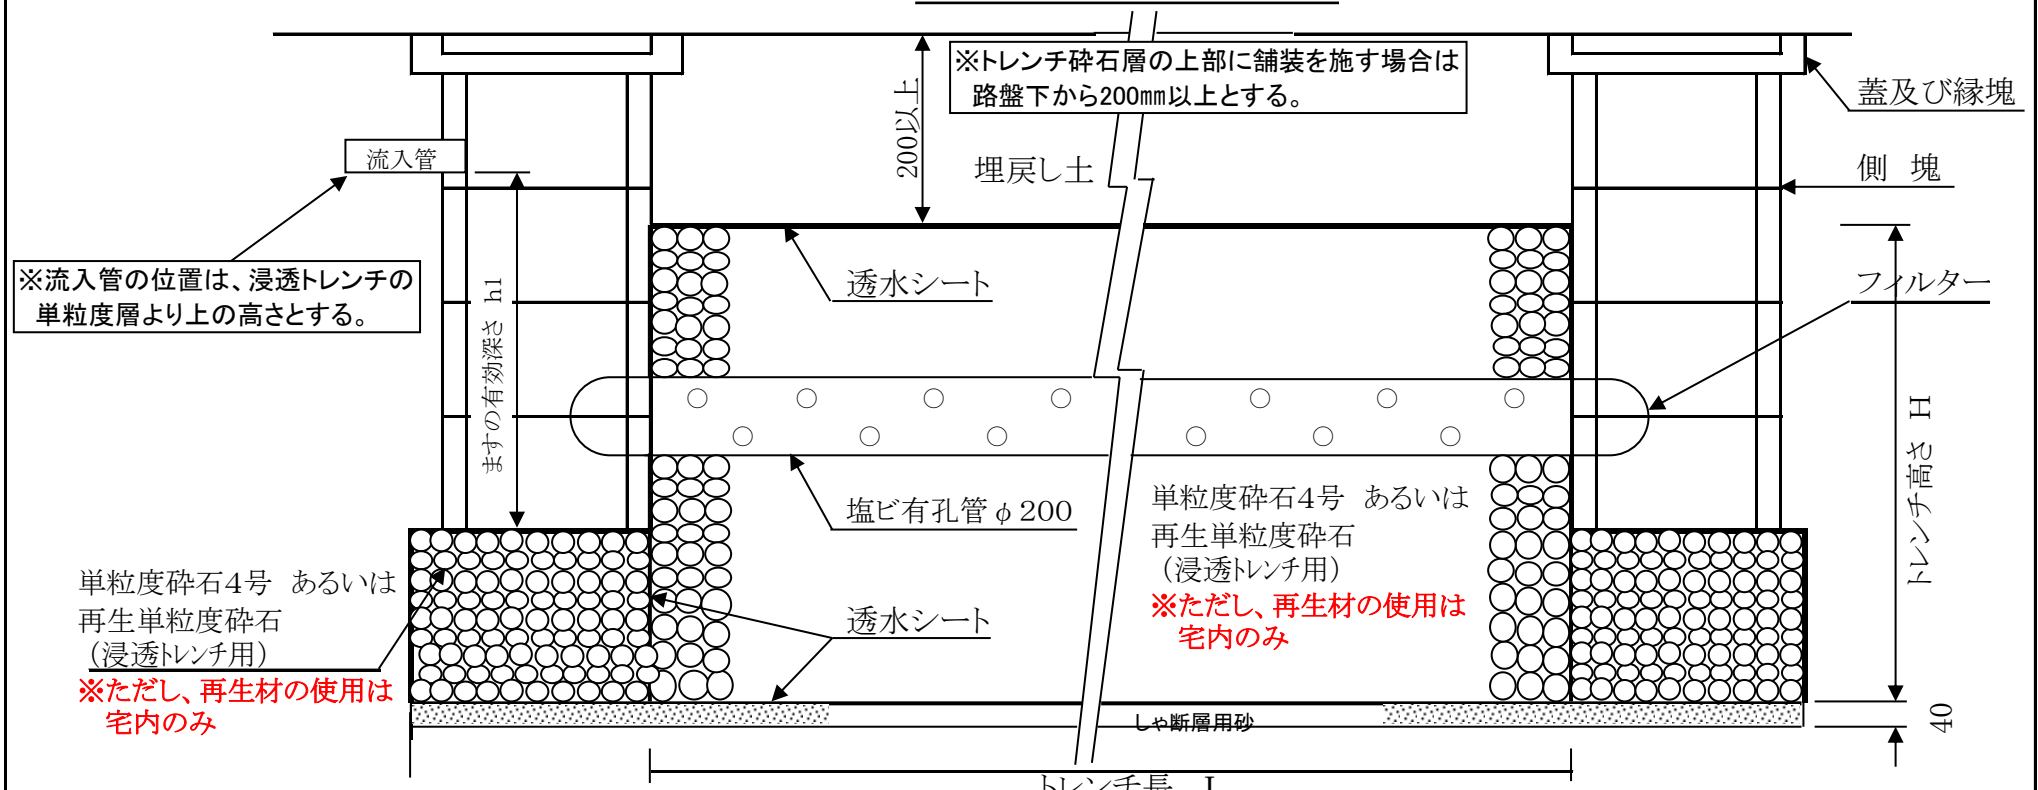 ※トレンチ砕石層の上部に舗装を施す場合は
路盤下から200㎜以上とする。
蓋及び縁塊
200以上
流入管
埋戻し土
側　塊
※流入管の位置は、浸透トレンチの
単粒度層より上の高さとする。
透水シート
フィルター
ますの有効深さ h1
トレンチ高さ H
塩ビ有孔管φ200
単粒度砕石4号　あるいは
再生単粒度砕石
（浸透トレンチ用）
※ただし、再生材の使用は
宅内のみ
単粒度砕石4号　あるいは
再生単粒度砕石
（浸透トレンチ用）
※ただし、再生材の使用は
宅内のみ
透水シート
しゃ断層用砂
40
トレンチ長